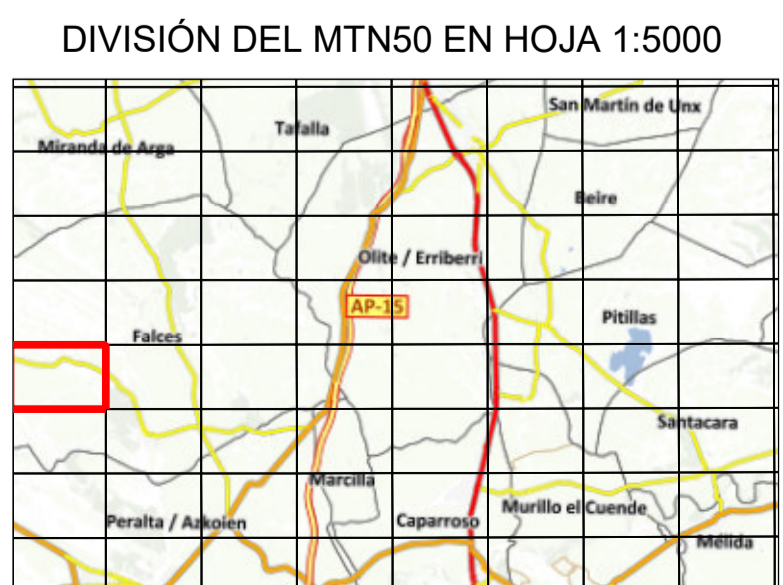 DIVISIÓN DEL MTN50 EN HOJA 1:5000
San Martín de Unx
Tafalla
Miranda de Arga
Beire
Olite / Erriberri
AP-15
Pitillas
Falces
Santacara
Marcilla
Murillo el Cuende
Peralta / Azkoien
Caparroso
Mélida